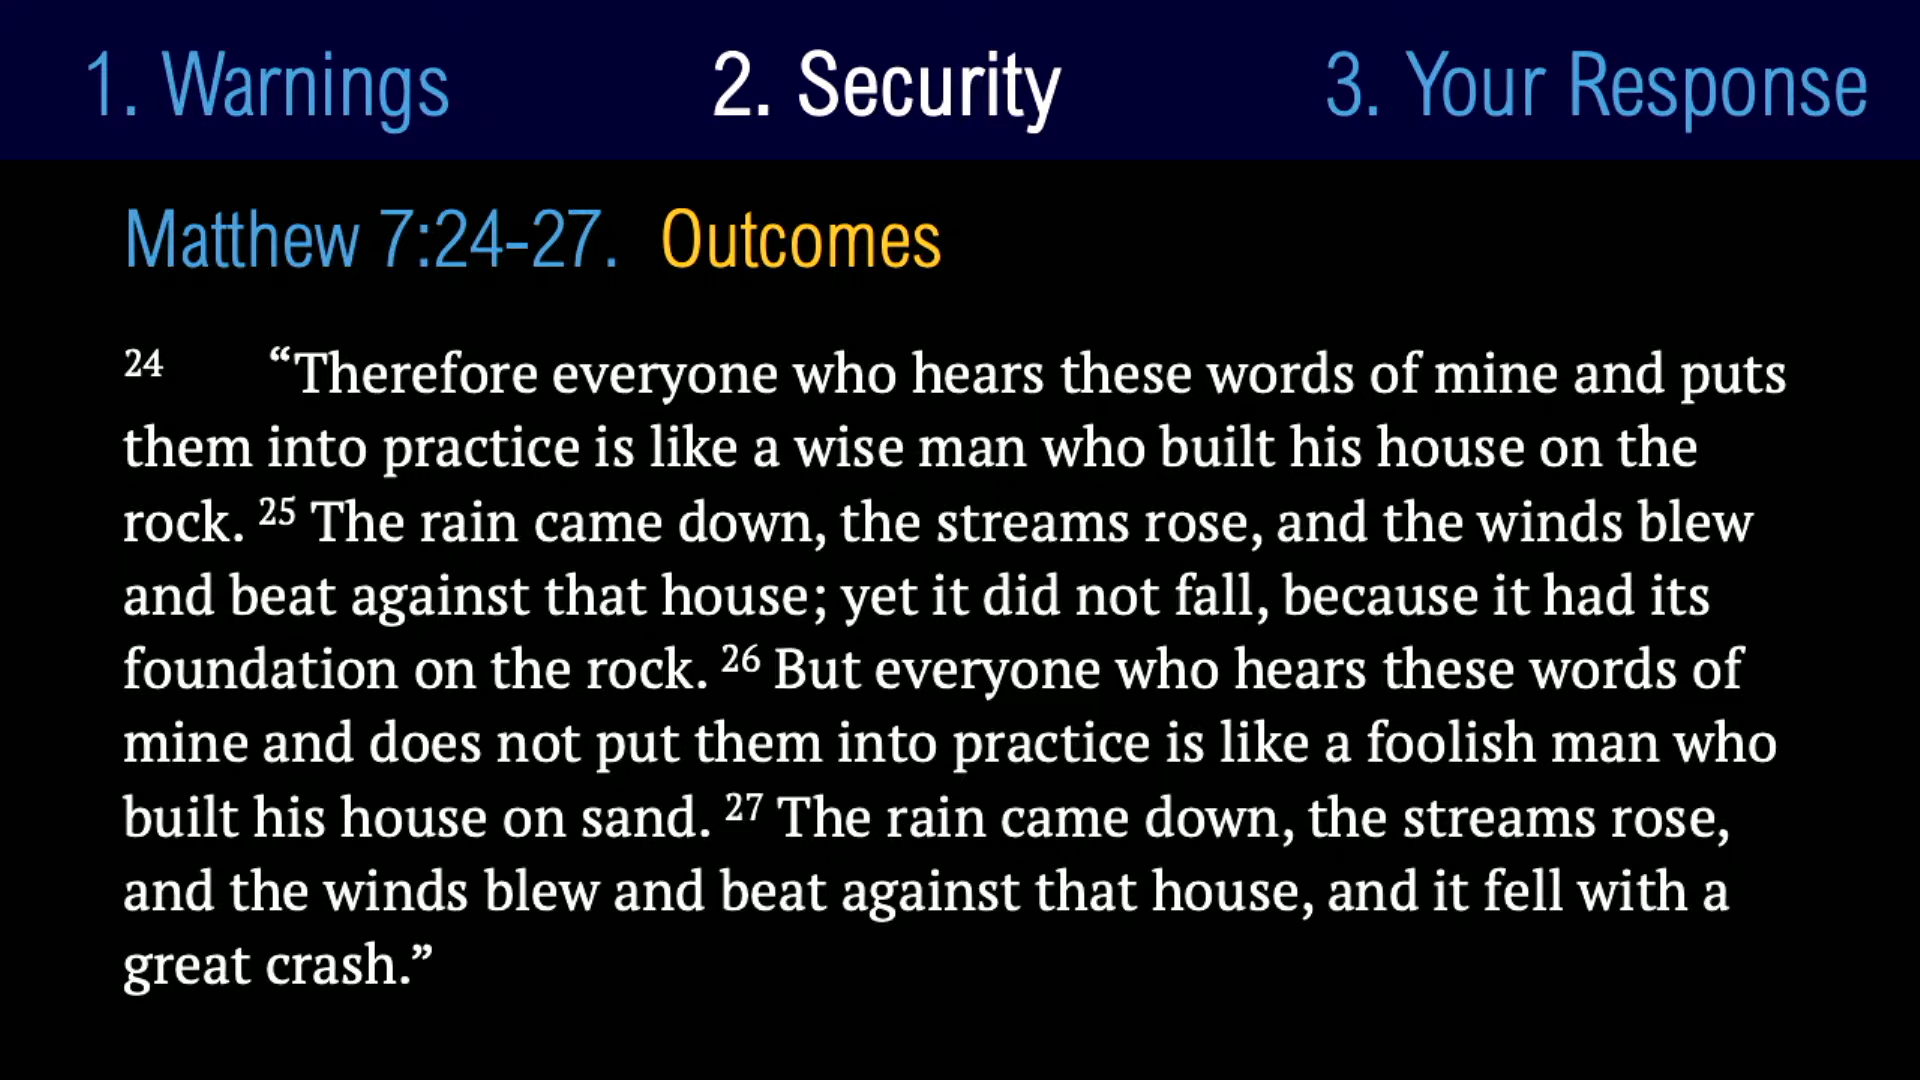 1. Warnings 2. Security 3. Your Response
Matthew 7:24-27. Outcomes
24 “Therefore everyone who hears these words of mine and puts
them into practice is like a wise man who built his house on the
rock. 25 The rain came down, the streams rose, and the winds blew
and beat against that house; yet it did not fall, because it had its
foundation on the rock. 26 But everyone who hears these words of
mine and does not put them into practice is like a foolish man who
built his house on sand. 27 The rain came down, the streams rose,
and the winds blew and beat against that house, and it fell with a
great crash.”